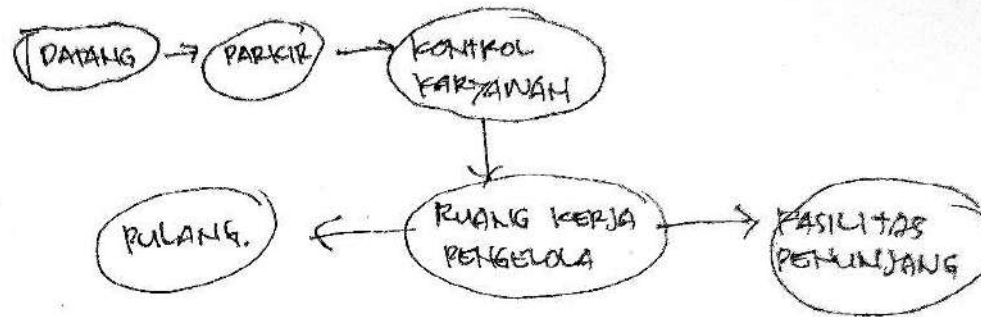 DATANG
PARKIR
KONTROL
KARYAWAN
PULANG.
RUANG KERJA
PENGELOLA
FASILITAS
PENUNJANG